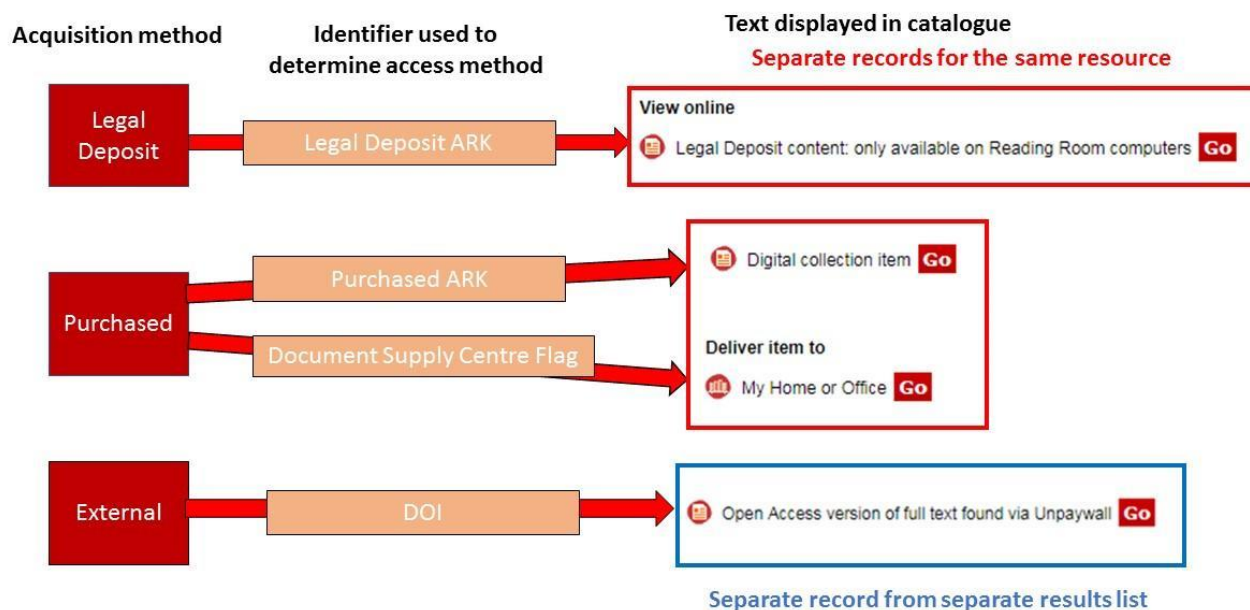 Acquisition method
Identifier used to
determine access method
Text displayed in catalogue
Separate records for the same resource
Legal
Deposit
Legal Deposit ARK
View online
Legal Deposit content: only available on Reading Room computers Go
Purchased
Purchased ARK
Digital collection item Go
Document Supply Centre Flag
Deliver item to
My Home or Office Go
External
DOI
Open Access version of full text found via Unpaywall Go
Separate record from separate results list